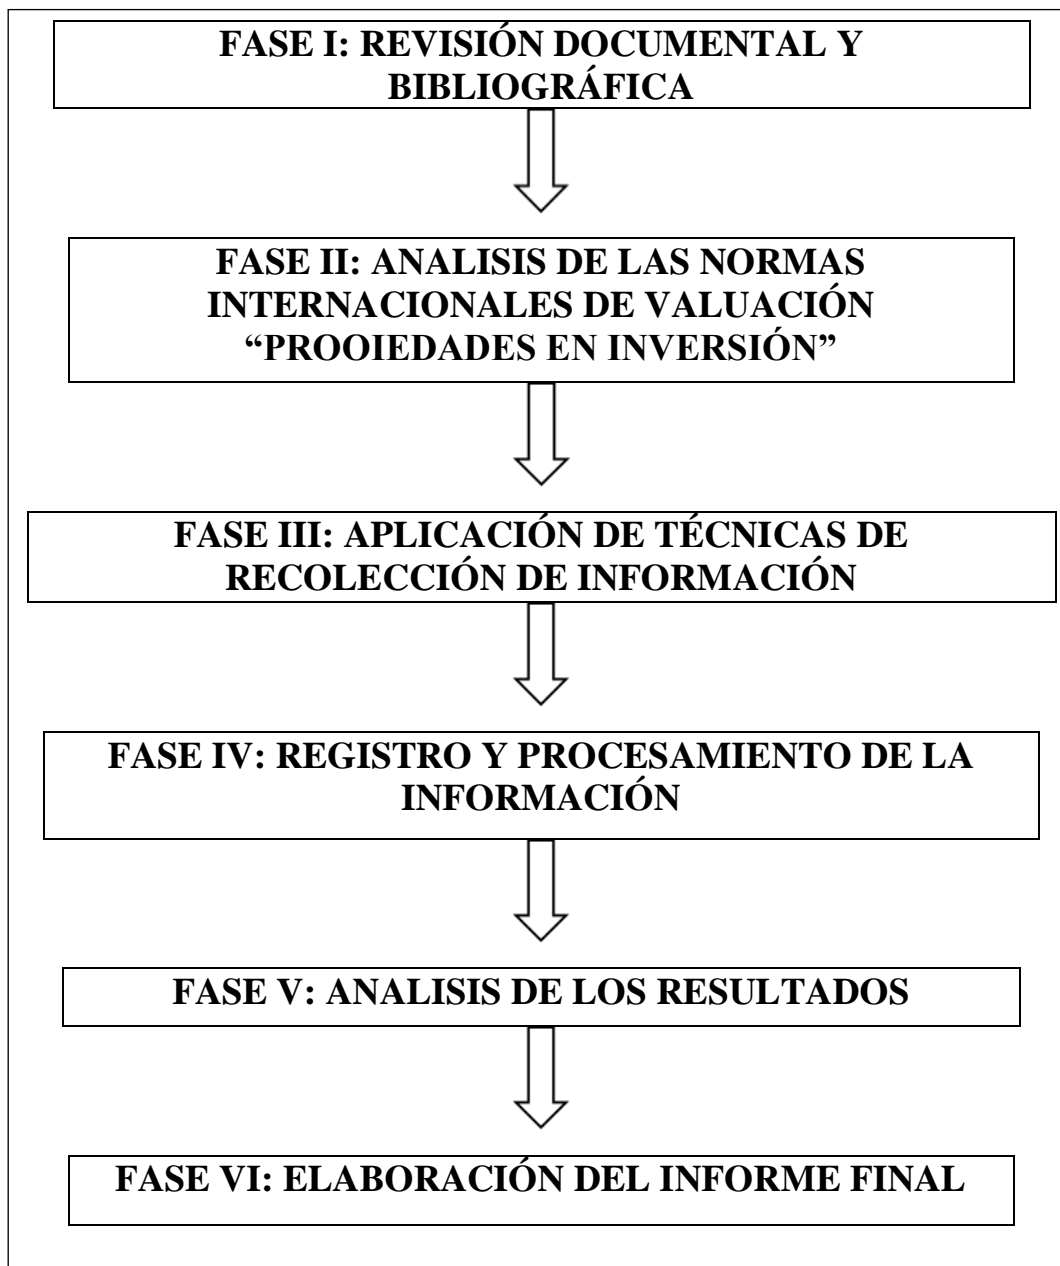 FASE I: REVISIÓN DOCUMENTAL Y
BIBLIOGRÁFICA
FASE II: ANALISIS DE LAS NORMAS
INTERNACIONALES DE VALUACIÓN
“PROOIEDADES EN INVERSIÓN”
FASE III: APLICACIÓN DE TÉCNICAS DE
RECOLECCIÓN DE INFORMACIÓN
FASE IV: REGISTRO Y PROCESAMIENTO DE LA
INFORMACIÓN
FASE V: ANALISIS DE LOS RESULTADOS
FASE VI: ELABORACIÓN DEL INFORME FINAL